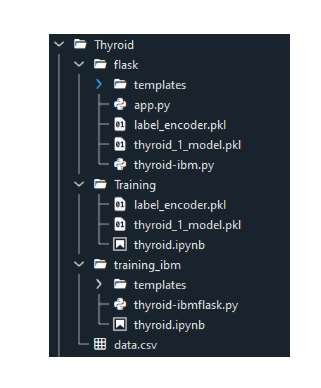 Thyroid
flask
templates
app.py
label_encoder.pkl
thyroid_1_model.pkl
thyroid-ibm.py
Training
label_encoder.pkl
thyroid_1_model.pkl
thyroid.ipynb
training_ibm
templates
thyroid-ibmflask.py
thyroid.ipynb
data.csv